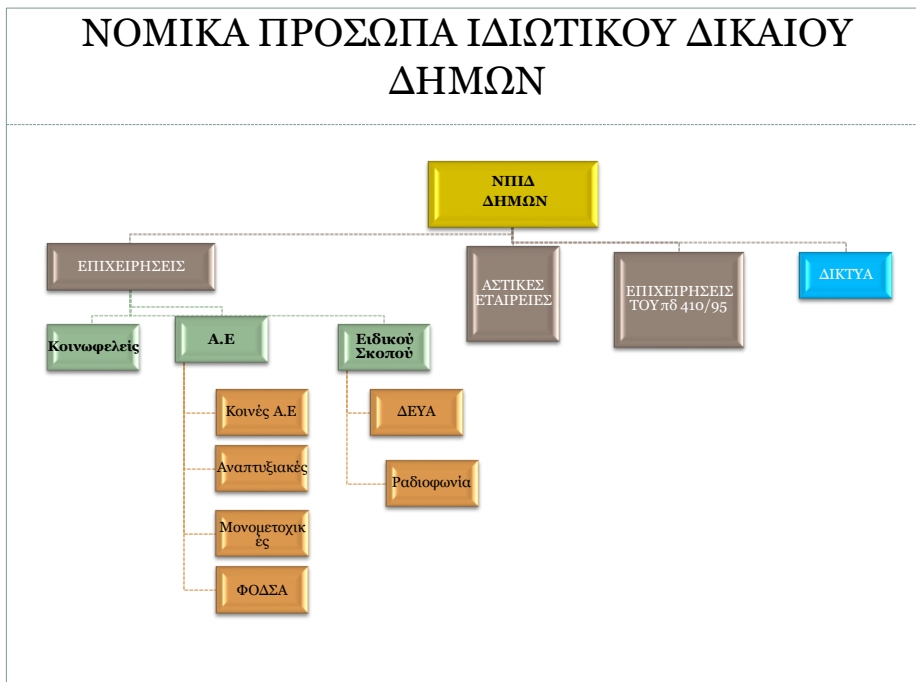 ΝΟΜΙΚΑ ΠΡΟΣΩΠΑ ΙΔΙΩΤΙΚΟΥ ΔΙΚΑΙΟΥ
ΔΗΜΩΝ
ΝΠΙΔ
ΔΗΜΩΝ
ΕΠΙΧΕΙΡΗΣΕΙΣ
ΑΣΤΙΚΕΣ
ΕΤΑΙΡΕΙΕΣ
ΕΠΙΧΕΙΡΗΣΕΙΣ
ΤΟΥ πδ 410/95
ΔΙΚΤΥΑ
Κοινωφελείς
Α.Ε
Ειδικού
Σκοπού
Κοινές Α.Ε
Αναπτυξιακές
Μονομετοχικ
ές
ΦΟΔΣΑ
ΔΕΥΑ
Ραδιοφωνία